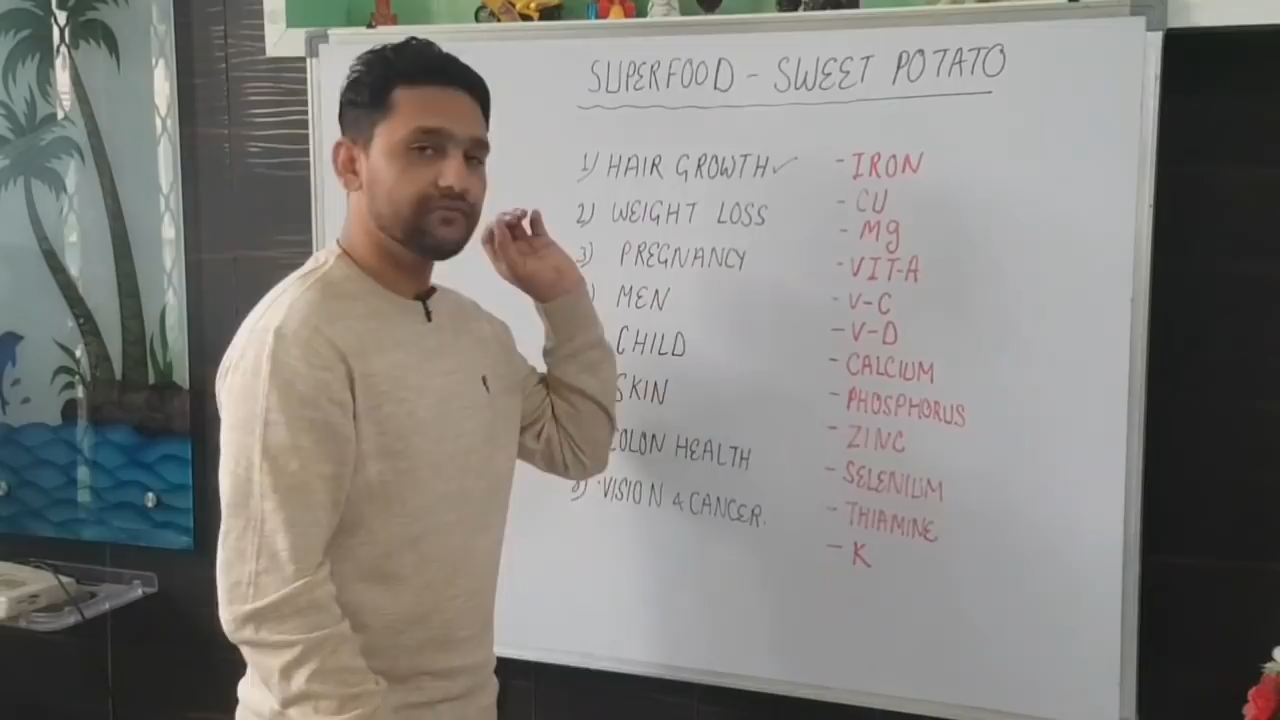 SUPERFOOD - SWEET POTATO
1) HAIR GROWTH ✓
2) WEIGHT LOSS
3) PREGNANCY
) MEN
CHILD
SKIN
COLON HEALTH
8) VISION & CANCER.
- IRON
- CU
- Mg
- VIT-A
- V-C
- V-D
- CALCIUM
- PHOSPHORUS
- ZINC
- SELENIUM
- THIAMINE
- K